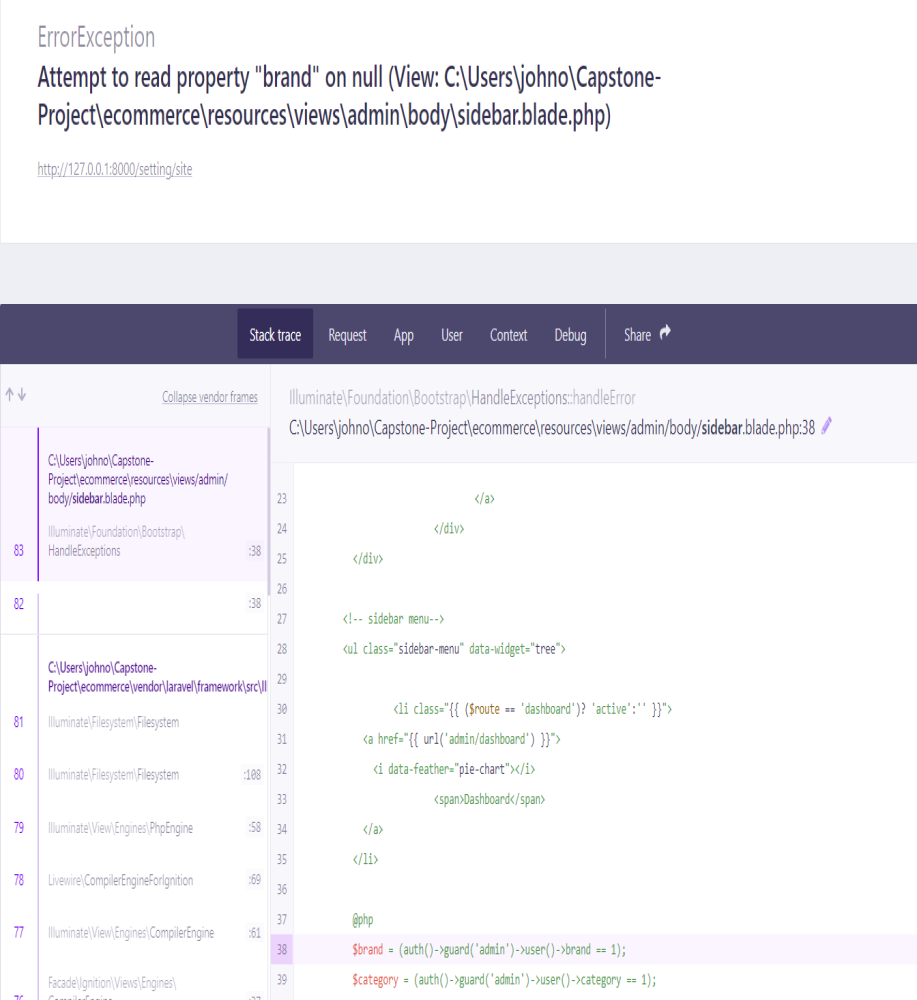 ErrorException
Attempt to read property "brand" on null (View: C:\Users\johno\Capstone-
Project\ecommerce\resources\views\admin\body\sidebar.blade.php)
http://127.0.0.1:8000/setting/site
Stack trace Request App User Context Debug Share
Collapse vendor frames
C:\Users\johno\Capstone-
Project\ecommerce\resources\views/admin/
body/sidebar.blade.php
Illuminate\Foundation\Bootstrap\
83 HandleExceptions :38
82 :38
C:\Users\johno\Capstone-
Project\ecommerce\vendor\laravel\framework\src\Il
81 Illuminate\Filesystem\Filesystem
80 Illuminate\Filesystem\Filesystem :108
79 Illuminate\View\Engines\PhpEngine :58
78 Livewire\CompilerEngineForIgnition :69
77 Illuminate\View\Engines\CompilerEngine :61
Facade\Ignition\Views\Engines\
76 CompilerEngine :37
Illuminate\Foundation\Bootstrap\HandleExceptions::handleError
C:\Users\johno\Capstone-Project\ecommerce\resources\views/admin/body/sidebar.blade.php:38
23 </a>
24 </div>
25 </div>
26
27 <!-- sidebar menu-->
28 <ul class="sidebar-menu" data-widget="tree">
29
30 <li class="{{ ($route == 'dashboard')? 'active':'' }}">
31 <a href="{{ url('admin/dashboard') }}">
32 <i data-feather="pie-chart"></i>
33 <span>Dashboard</span>
34 </a>
35 </li>
36
37 @php
38 $brand = (auth()->guard('admin')->user()->brand == 1);
39 $category = (auth()->guard('admin')->user()->category == 1);